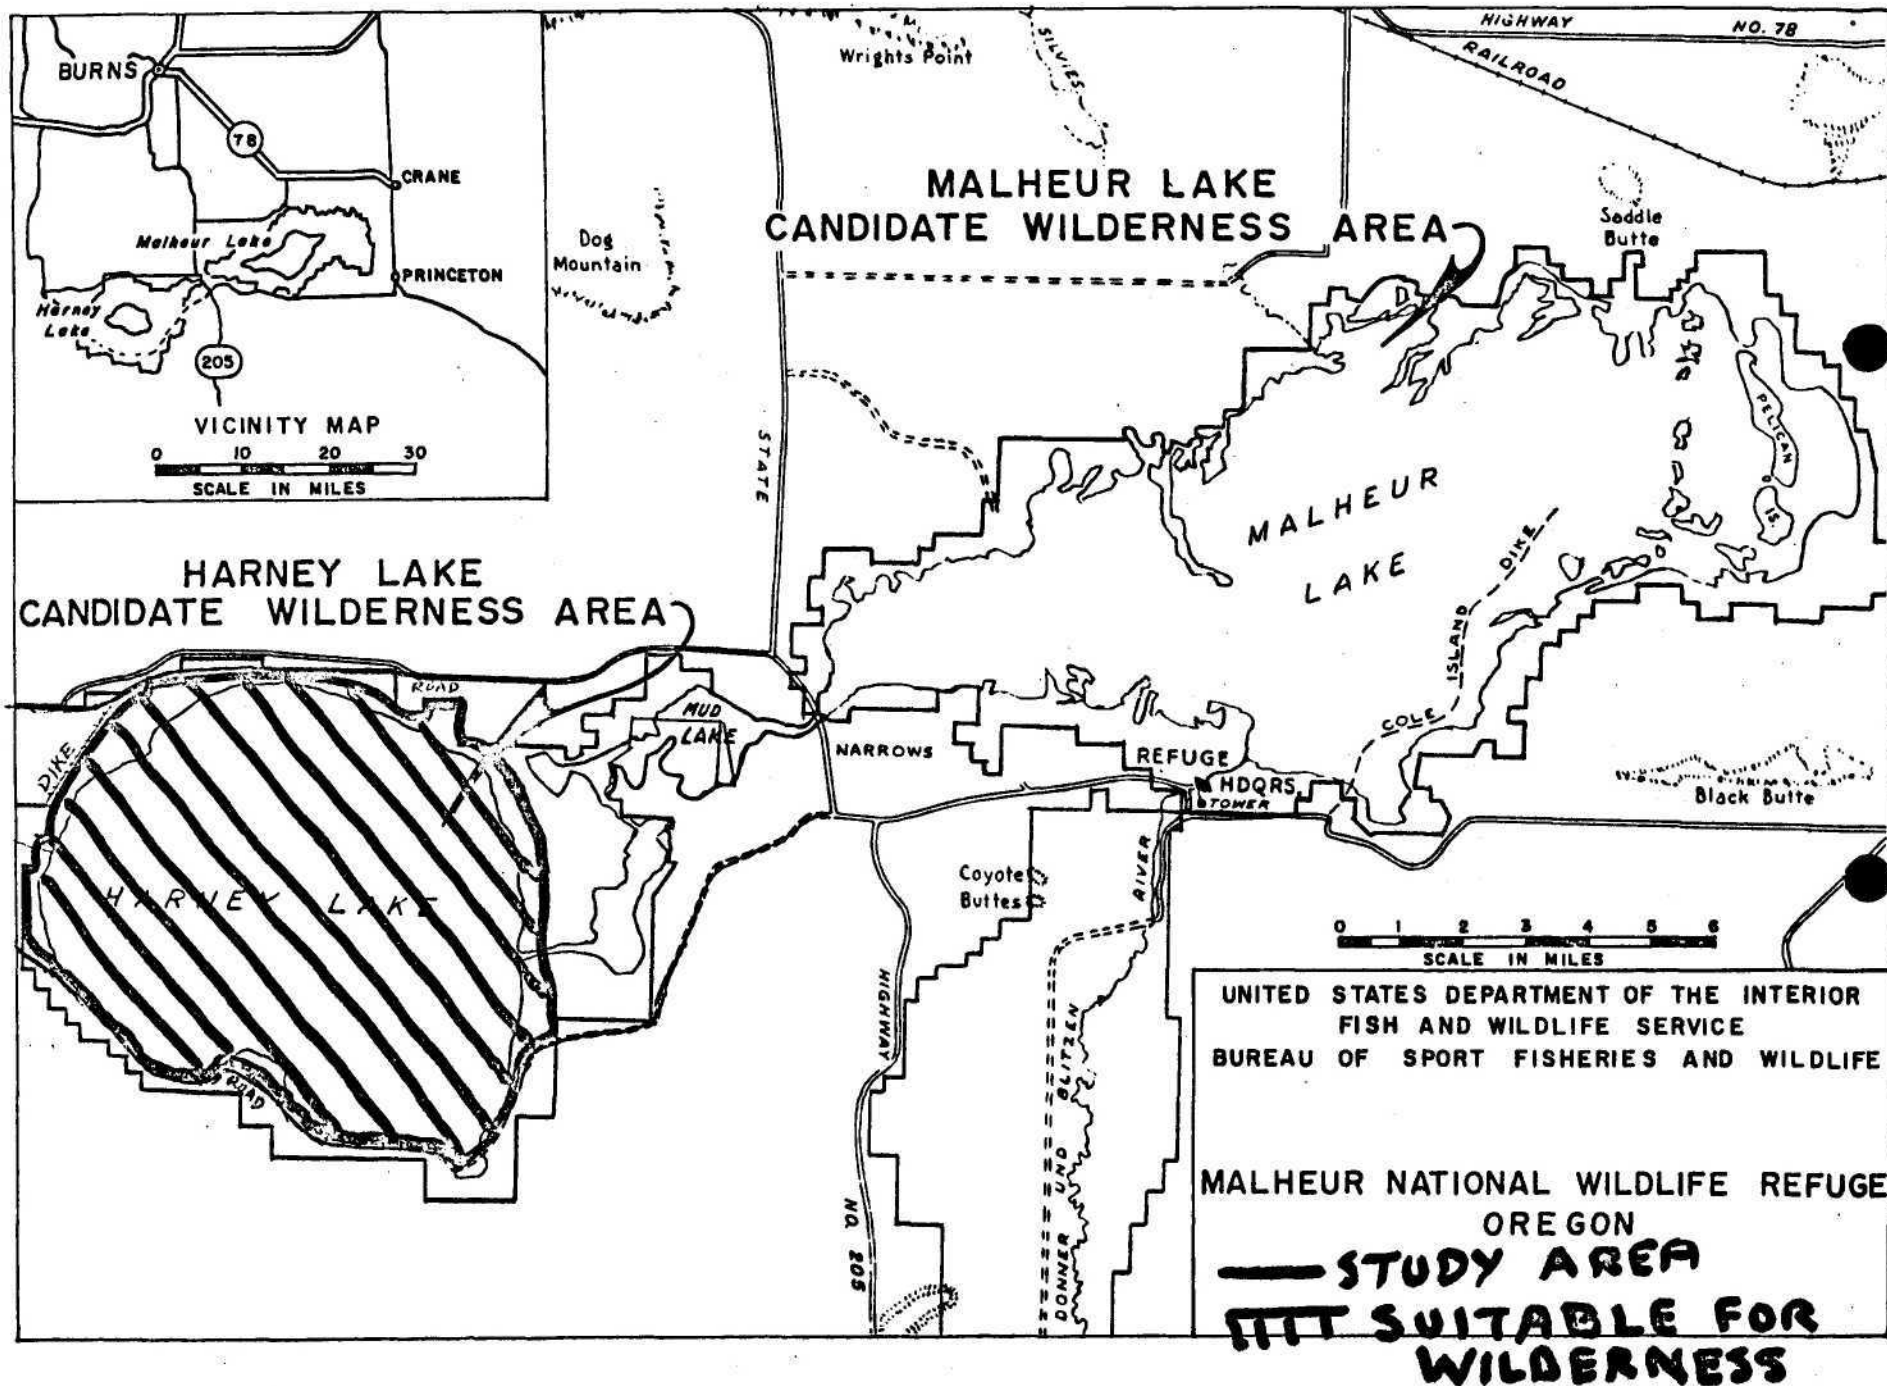 BURNS
78
CRANE
Malheur Lake
PRINCETON
Harney
Lake
205
VICINITY MAP
0 10 20 30
SCALE IN MILES
Wrights Point
SILVIES
HIGHWAY NO. 78
RAILROAD
MALHEUR LAKE
CANDIDATE WILDERNESS AREA
Dog
Mountain
Saddle
Butte
STATE
PELICAN
IS.
MALHEUR
LAKE
HARNEY LAKE
CANDIDATE WILDERNESS AREA
ROAD
MUD
LAKE
DIKE
NARROWS
REFUGE
HDQRS.
TOWER
COLE ISLAND DIKE
Black Butte
HARNEY LAKE
Coyote
Buttes
RIVER
ROAD
HIGHWAY
NO. 205
DONNER UND BLITZEN
0 1 2 3 4 5 6
SCALE IN MILES
UNITED STATES DEPARTMENT OF THE INTERIOR
FISH AND WILDLIFE SERVICE
BUREAU OF SPORT FISHERIES AND WILDLIFE
MALHEUR NATIONAL WILDLIFE REFUGE
OREGON
STUDY AREA
SUITABLE FOR
WILDERNESS